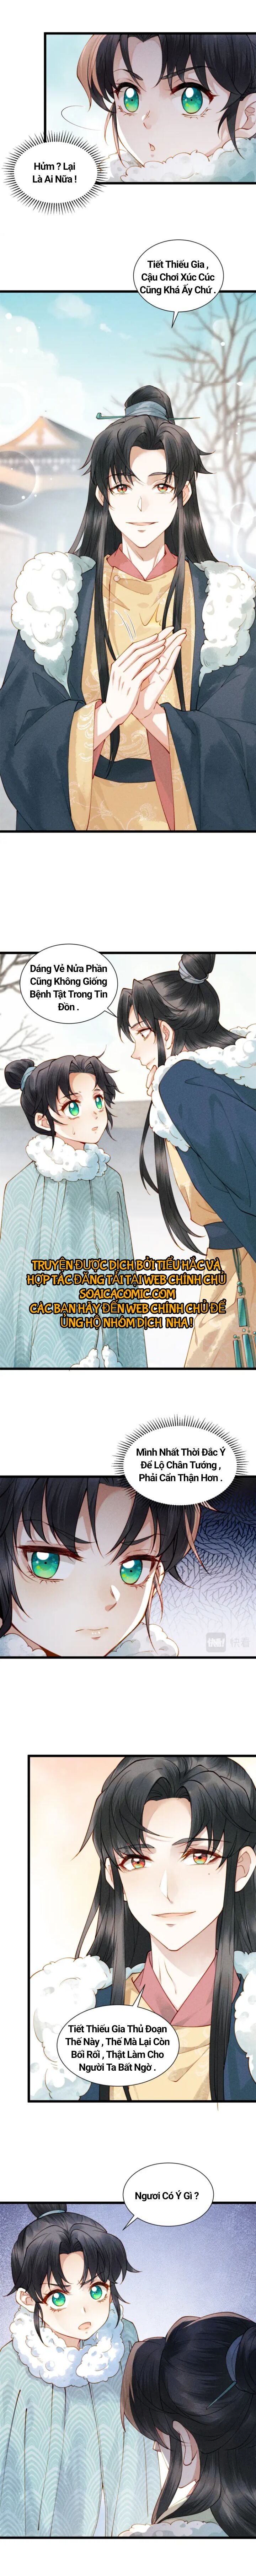 Hửm ? Lại
Là Ai Nữa !
Tiết Thiếu Gia ,
Cậu Chơi Xúc Cúc
Cũng Khá Ấy Chứ .
Dáng Vẻ Nửa Phần
Cũng Không Giống
Bệnh Tật Trong Tin
Đồn .
TRUYỆN ĐƯỢC DỊCH BỞI TIỂU HẮC VÀ
HỢP TÁC ĐĂNG TẢI TẠI WEB CHÍNH CHỦ
SOAICACOMIC.COM
CÁC BẠN HÃY ĐẾN WEB CHÍNH CHỦ ĐỂ
ỦNG HỘ NHÓM DỊCH NHA!
Mình Nhất Thời Đắc Ý
Để Lộ Chân Tướng ,
Phải Cẩn Thận Hơn .
Tiết Thiếu Gia Thủ Đoạn
Thế Này , Thế Mà Lại Còn
Bối Rối , Thật Làm Cho
Người Ta Bất Ngờ .
Ngươi Có Ý Gì ?